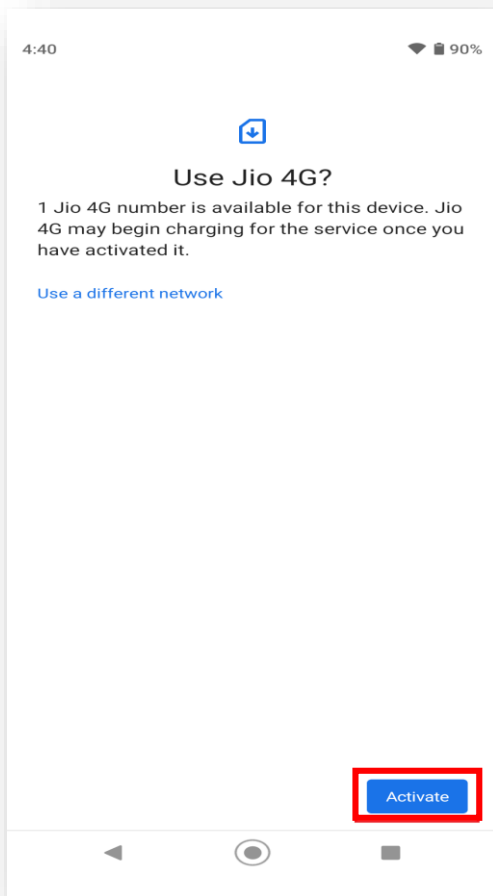 4:40 90%
Use Jio 4G?
1 Jio 4G number is available for this device. Jio
4G may begin charging for the service once you
have activated it.
Use a different network
Activate